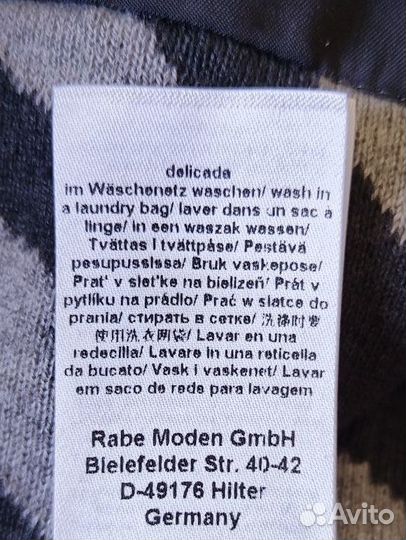 delicada
im Wäschenetz waschen/ wash in
a laundry bag/ laver dans un sac a
linge/ in een waszak wassen/
Tvättas i tvättpåse/ Pestävä
pesupussissa/ Bruk vaskepose/
Prat' v siet'ke na bielizeň/ Prát v
pytlíku na prádlo/ Prać w siatce do
prania/ стирать в сетке/ 洗涤时要
使用洗衣网袋/ Lavar en una
redecilla/ Lavare in una reticella
da bucato/ Vask i vaskenet/ Lavar
em saco de rede para lavagem
Rabe Moden GmbH
Bielefelder Str. 40-42
D-49176 Hilter
Germany
Avito